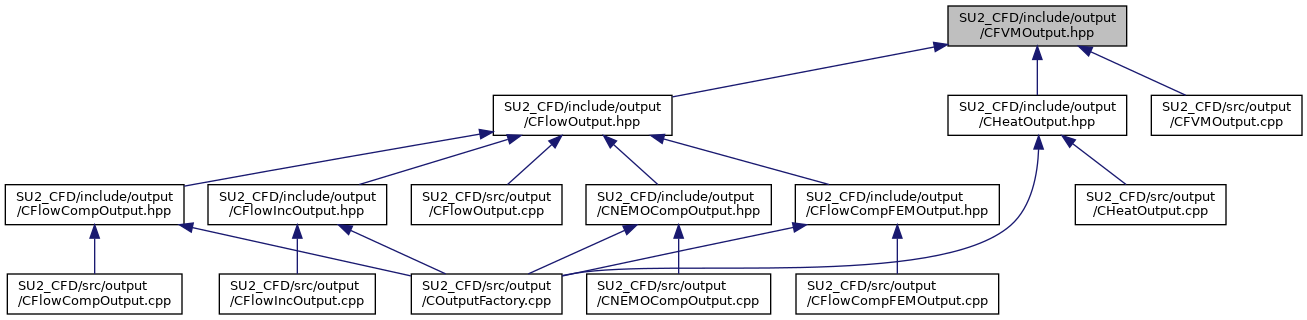 SU2_CFD/include/output
/CFVMOutput.hpp
SU2_CFD/include/output
/CFlowOutput.hpp
SU2_CFD/include/output
/CHeatOutput.hpp
SU2_CFD/src/output
/CFVMOutput.cpp
SU2_CFD/include/output
/CFlowCompOutput.hpp
SU2_CFD/include/output
/CFlowIncOutput.hpp
SU2_CFD/src/output
/CFlowOutput.cpp
SU2_CFD/include/output
/CNEMOCompOutput.hpp
SU2_CFD/include/output
/CFlowCompFEMOutput.hpp
SU2_CFD/src/output
/CHeatOutput.cpp
SU2_CFD/src/output
/CFlowCompOutput.cpp
SU2_CFD/src/output
/CFlowIncOutput.cpp
SU2_CFD/src/output
/COutputFactory.cpp
SU2_CFD/src/output
/CNEMOCompOutput.cpp
SU2_CFD/src/output
/CFlowCompFEMOutput.cpp